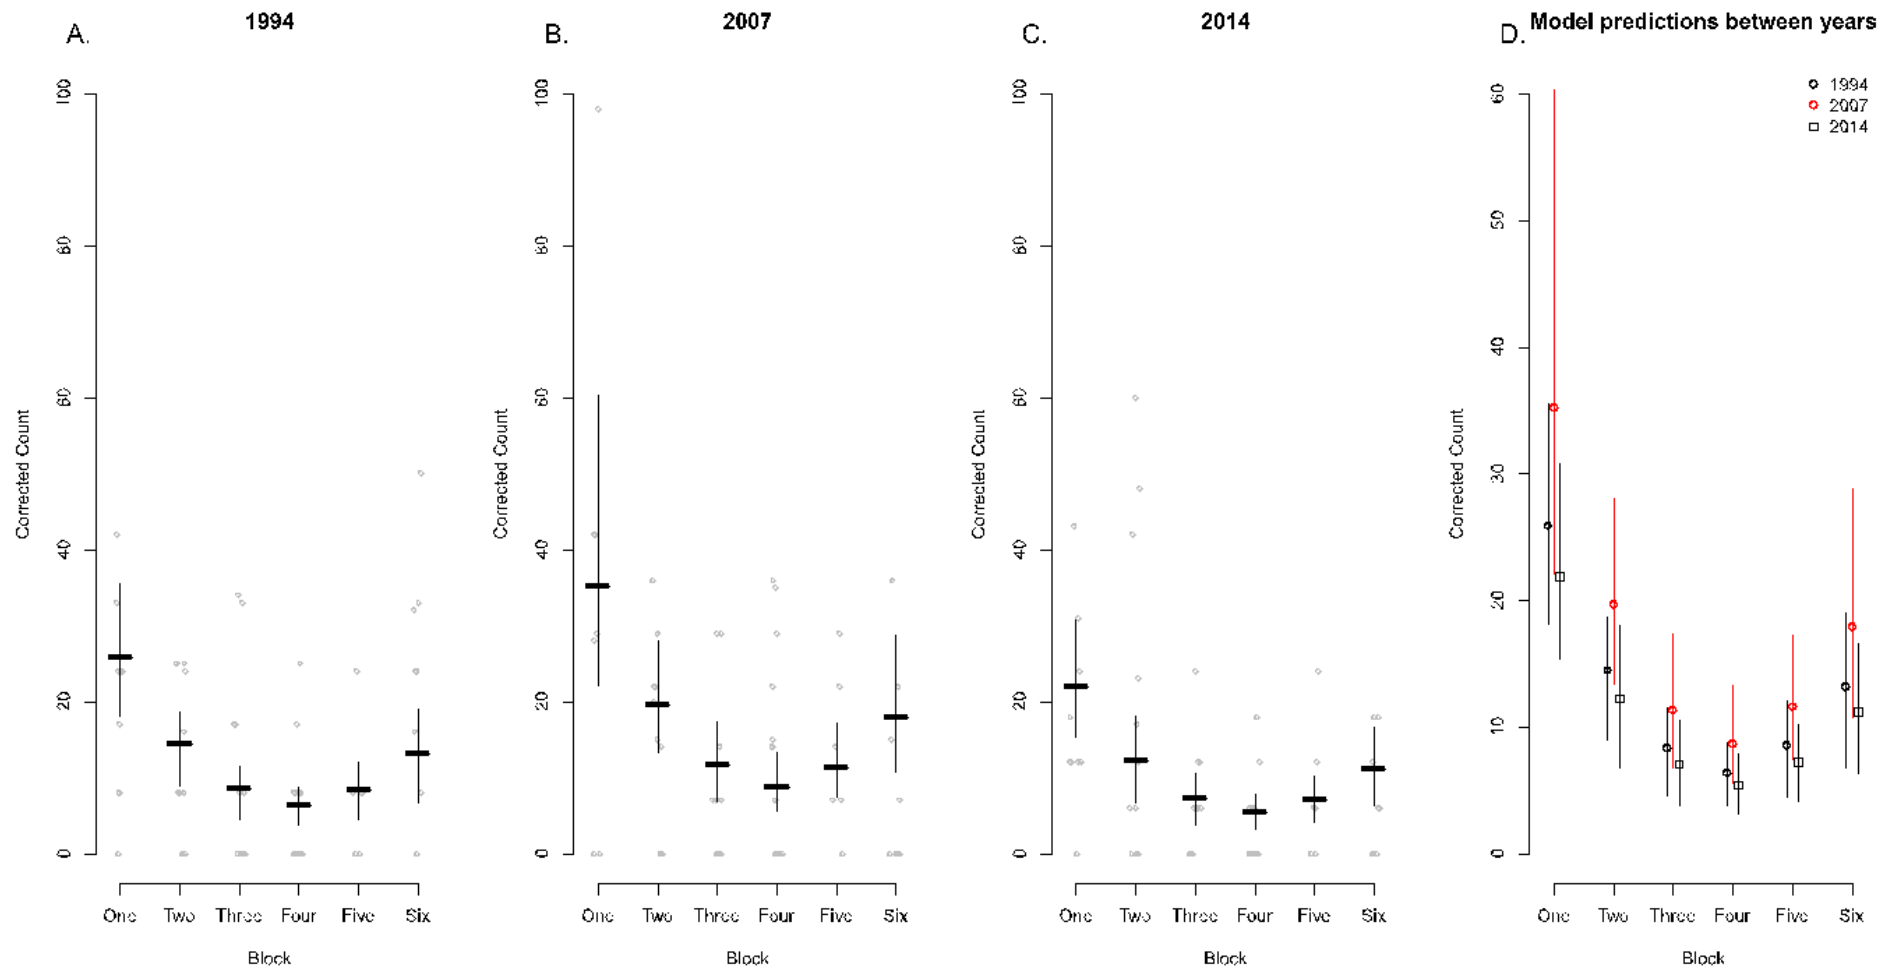 A. 1994
B. 2007
C. 2014
D. Model predictions between years
1994
2007
2014
Corrected Count
0 20 40 60 80 100
One Two Three Four Five Six
Block
Corrected Count
0 20 40 60 80 100
One Two Three Four Five Six
Block
Corrected Count
0 20 40 60 80 100
One Two Three Four Five Six
Block
Corrected Count
0 10 20 30 40 50 60
One Two Three Four Five Six
Block